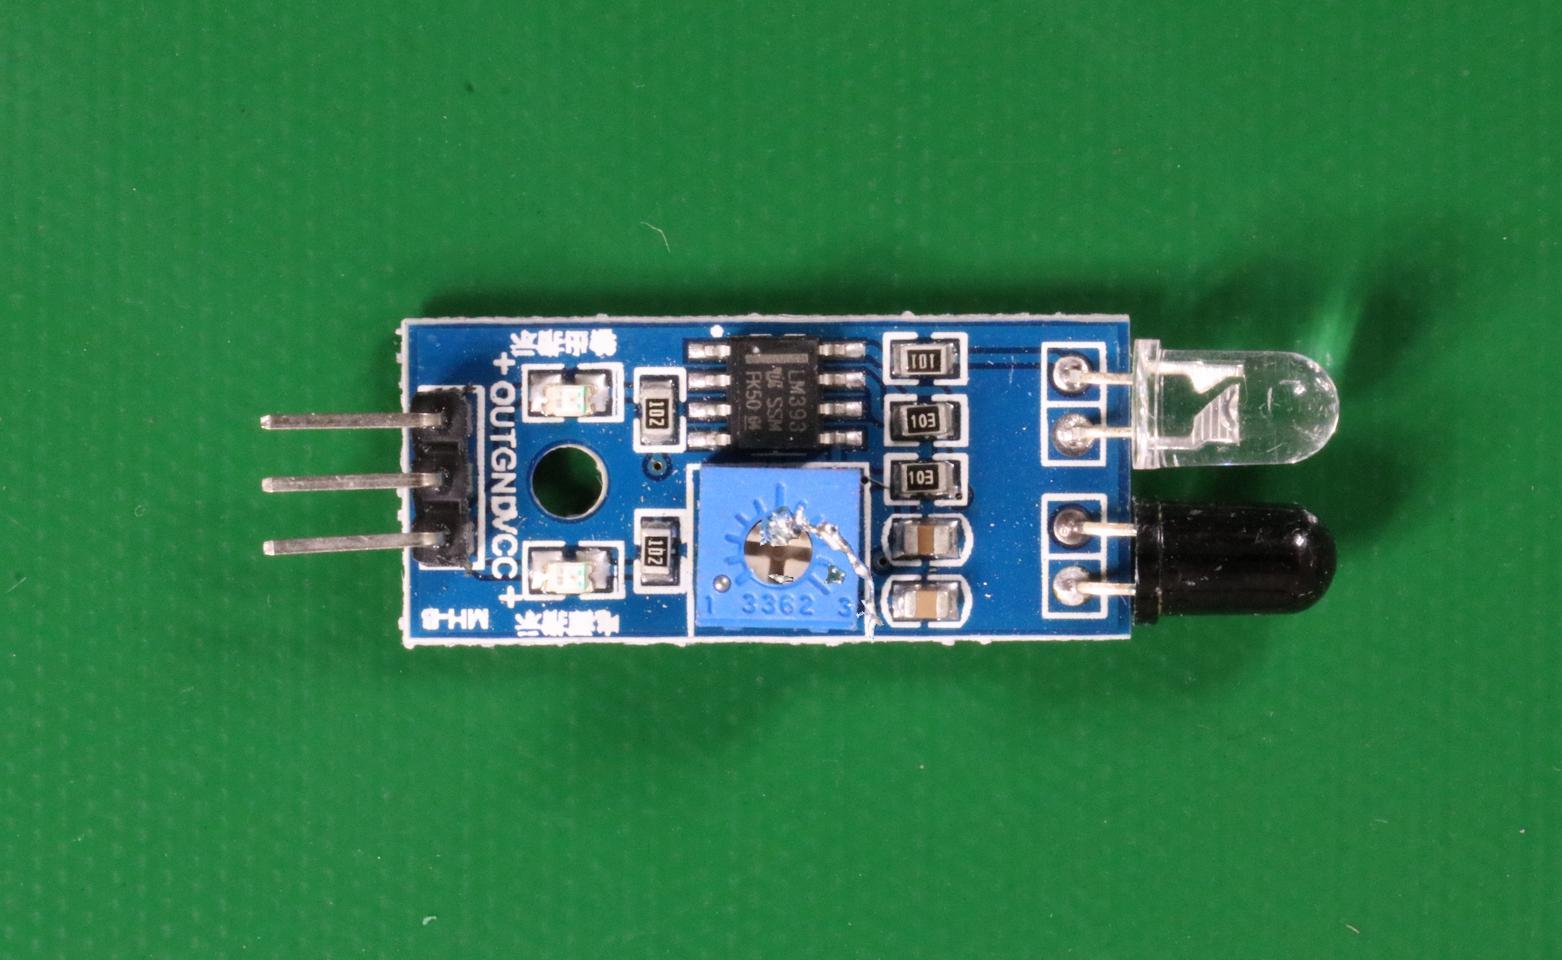 OUT
GND
VCC
+
+
MH-B
102
102
LM393
SSM
FK50
101
103
103
1 3362 3